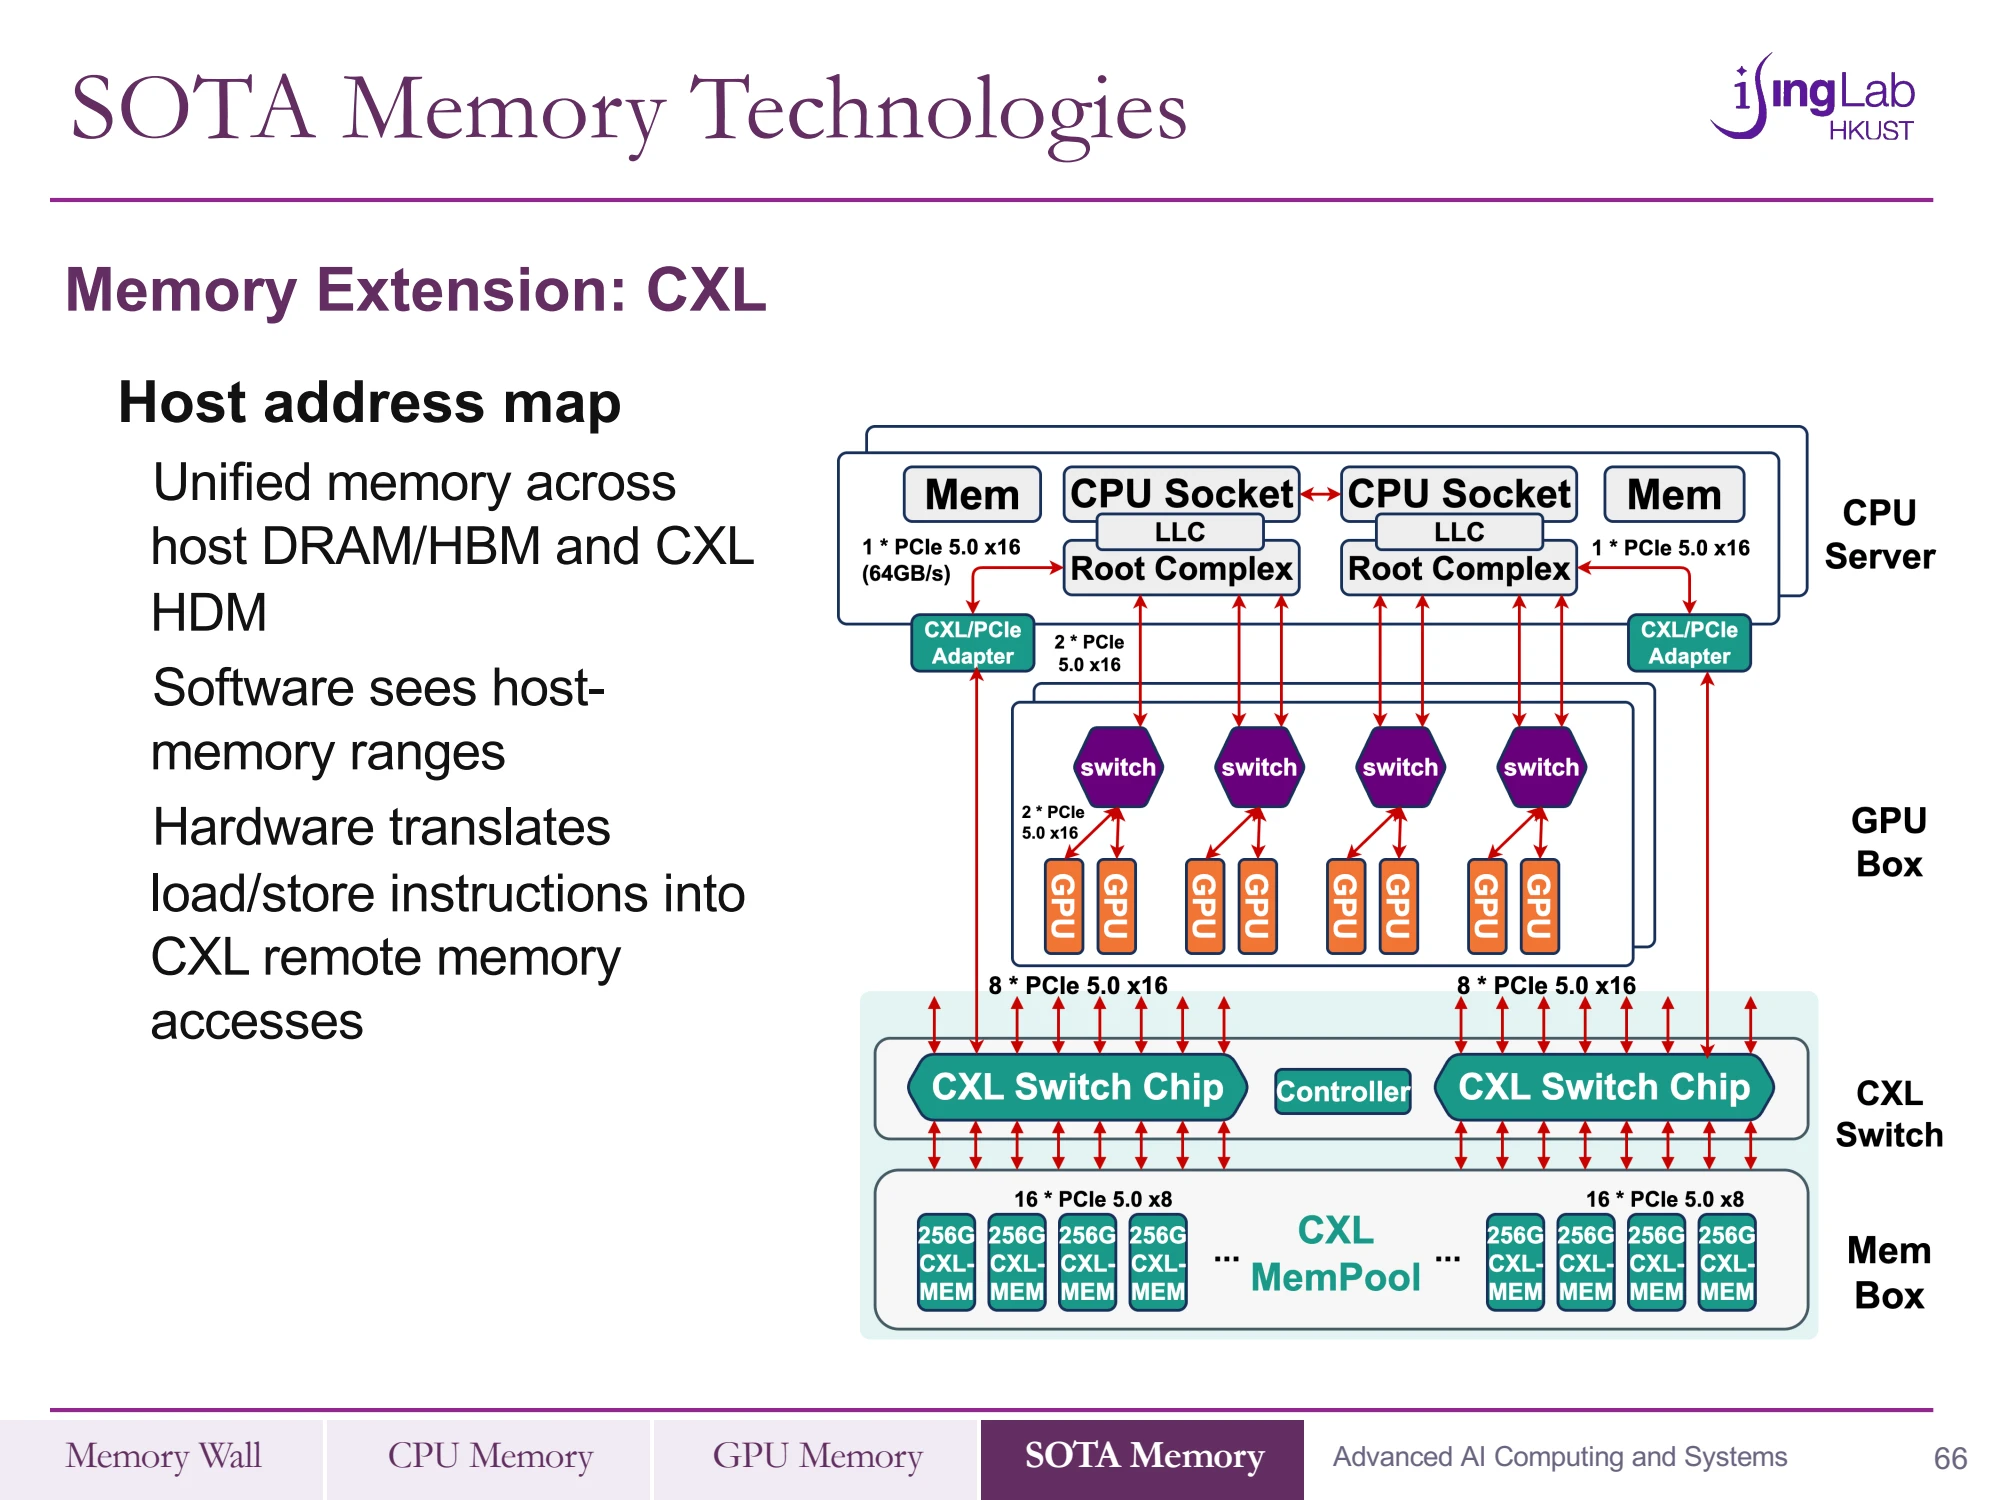 SOTA Memory Technologies
isingLab
HKUST
Memory Extension: CXL
Host address map
Unified memory across
host DRAM/HBM and CXL
HDM
Software sees host-
memory ranges
Hardware translates
load/store instructions into
CXL remote memory
accesses
Mem
CPU Socket
CPU Socket
Mem
LLC
LLC
1 * PCIe 5.0 x16
(64GB/s)
Root Complex
Root Complex
1 * PCIe 5.0 x16
CPU
Server
CXL/PCIe
Adapter
2 * PCIe
5.0 x16
CXL/PCIe
Adapter
switch
switch
switch
switch
2 * PCIe
5.0 x16
GPU
GPU
GPU
GPU
GPU
GPU
GPU
GPU
GPU
Box
8 * PCIe 5.0 x16
8 * PCIe 5.0 x16
CXL Switch Chip
Controller
CXL Switch Chip
CXL
Switch
16 * PCIe 5.0 x8
16 * PCIe 5.0 x8
256G
CXL-
MEM
256G
CXL-
MEM
256G
CXL-
MEM
256G
CXL-
MEM
...
CXL
MemPool
...
256G
CXL-
MEM
256G
CXL-
MEM
256G
CXL-
MEM
256G
CXL-
MEM
Mem
Box
Memory Wall
CPU Memory
GPU Memory
SOTA Memory
Advanced AI Computing and Systems
66